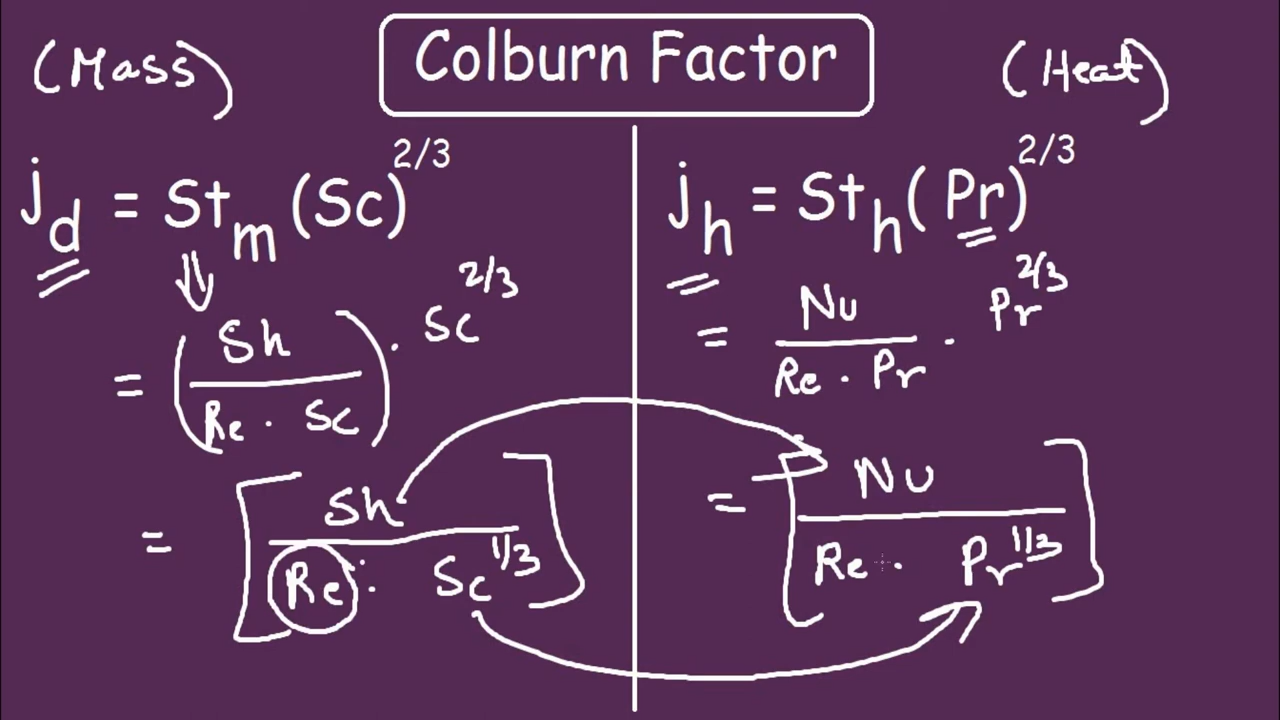 Colburn Factor
(Mass)
j_d = St_m (Sc)^2/3
= (Sh / Re · Sc) · Sc^2/3
= [Sh / Re · Sc^1/3]
(Heat)
j_h = St_h (Pr)^2/3
= Nu / Re · Pr · Pr^2/3
= [Nu / Re · Pr^1/3]